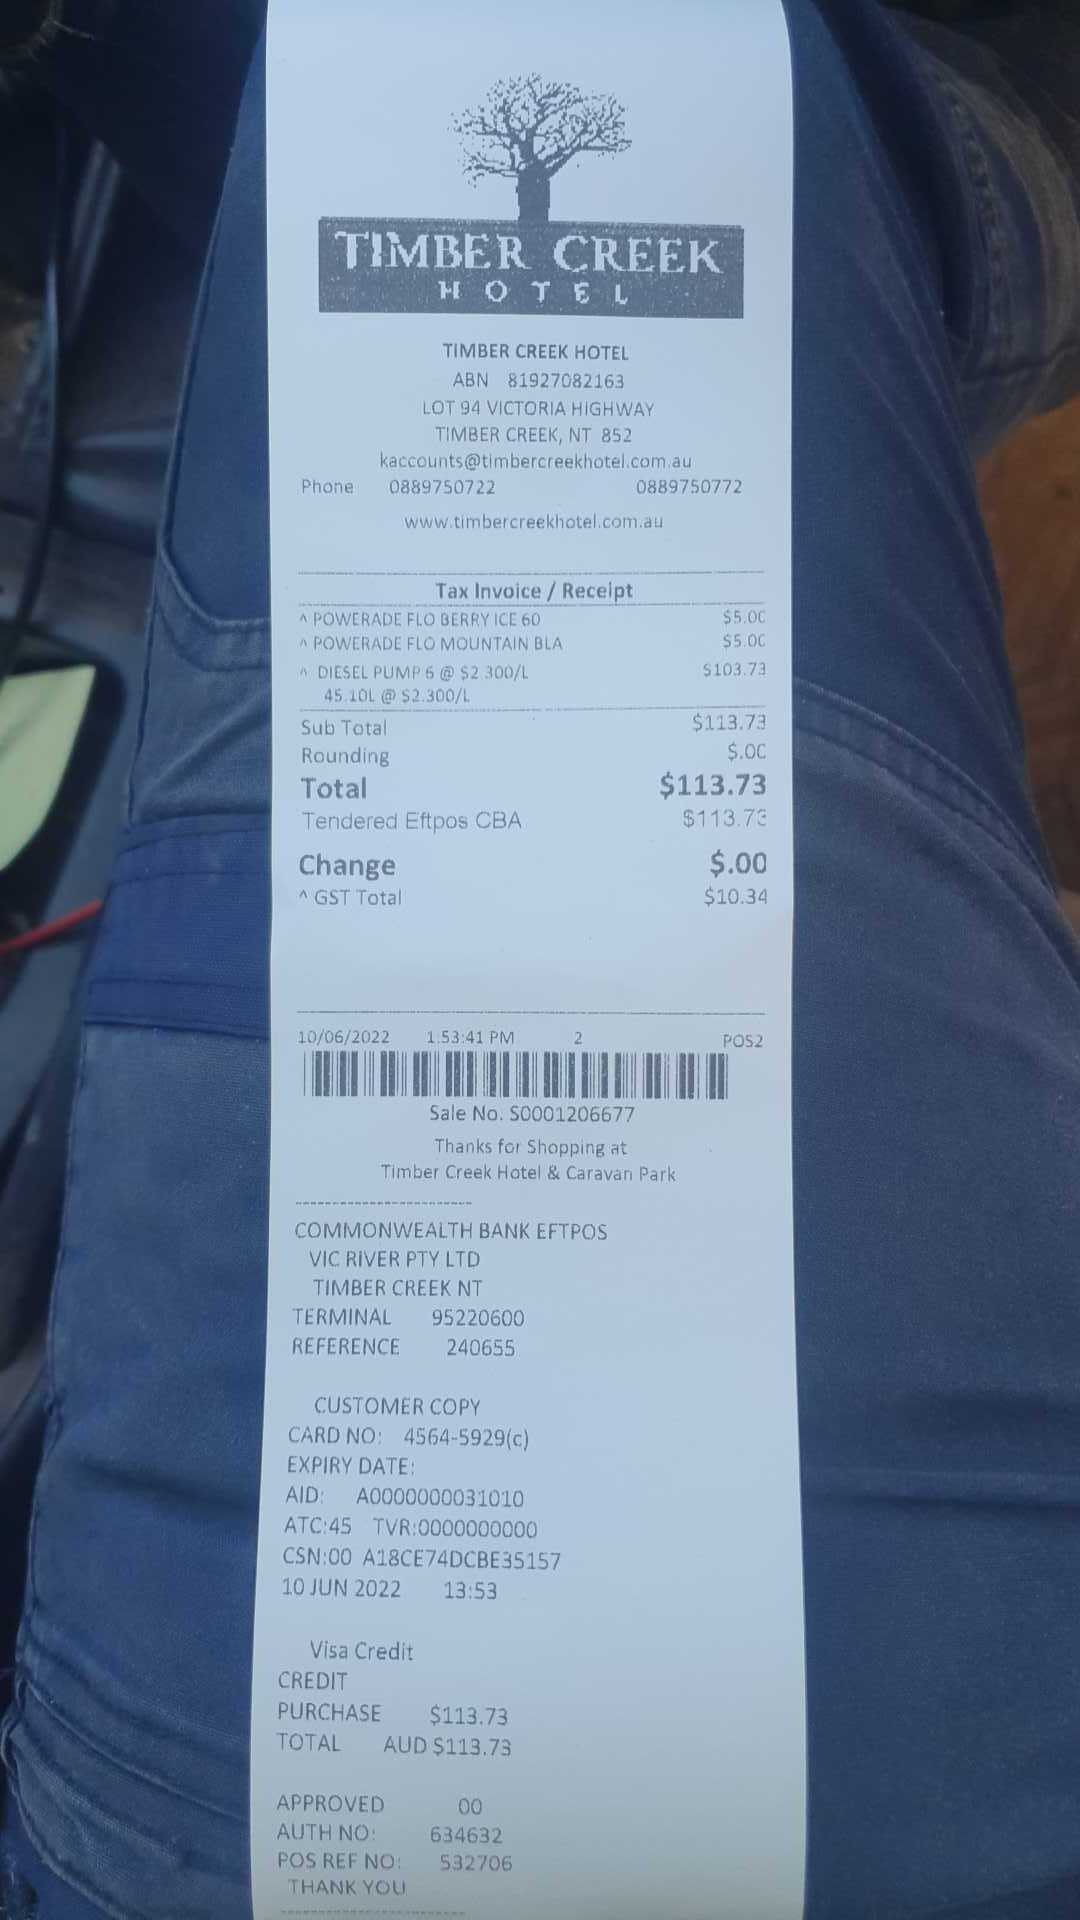 TIMBER CREEK
HOTEL
TIMBER CREEK HOTEL
ABN 81927082163
LOT 94 VICTORIA HIGHWAY
TIMBER CREEK, NT 852
kaccounts@timbercreekhotel.com.au
Phone 0889750722 0889750772
www.timbercreekhotel.com.au
Tax Invoice / Receipt
^ POWERADE FLO BERRY ICE 60 $5.00
^ POWERADE FLO MOUNTAIN BLA $5.00
^ DIESEL PUMP 6 @ $2.300/L $103.73
45.10L @ $2.300/L
Sub Total $113.73
Rounding $.00
Total $113.73
Tendered Eftpos CBA $113.73
Change $.00
^ GST Total $10.34
10/06/2022 1:53:41 PM 2 POS2
Sale No. S0001206677
Thanks for Shopping at
Timber Creek Hotel & Caravan Park
------------------------
COMMONWEALTH BANK EFTPOS
VIC RIVER PTY LTD
TIMBER CREEK NT
TERMINAL 95220600
REFERENCE 240655
CUSTOMER COPY
CARD NO: 4564-5929(c)
EXPIRY DATE:
AID: A0000000031010
ATC:45 TVR:0000000000
CSN:00 A18CE74DCBE35157
10 JUN 2022 13:53
Visa Credit
CREDIT
PURCHASE $113.73
TOTAL AUD $113.73
APPROVED 00
AUTH NO: 634632
POS REF NO: 532706
THANK YOU
------------------------